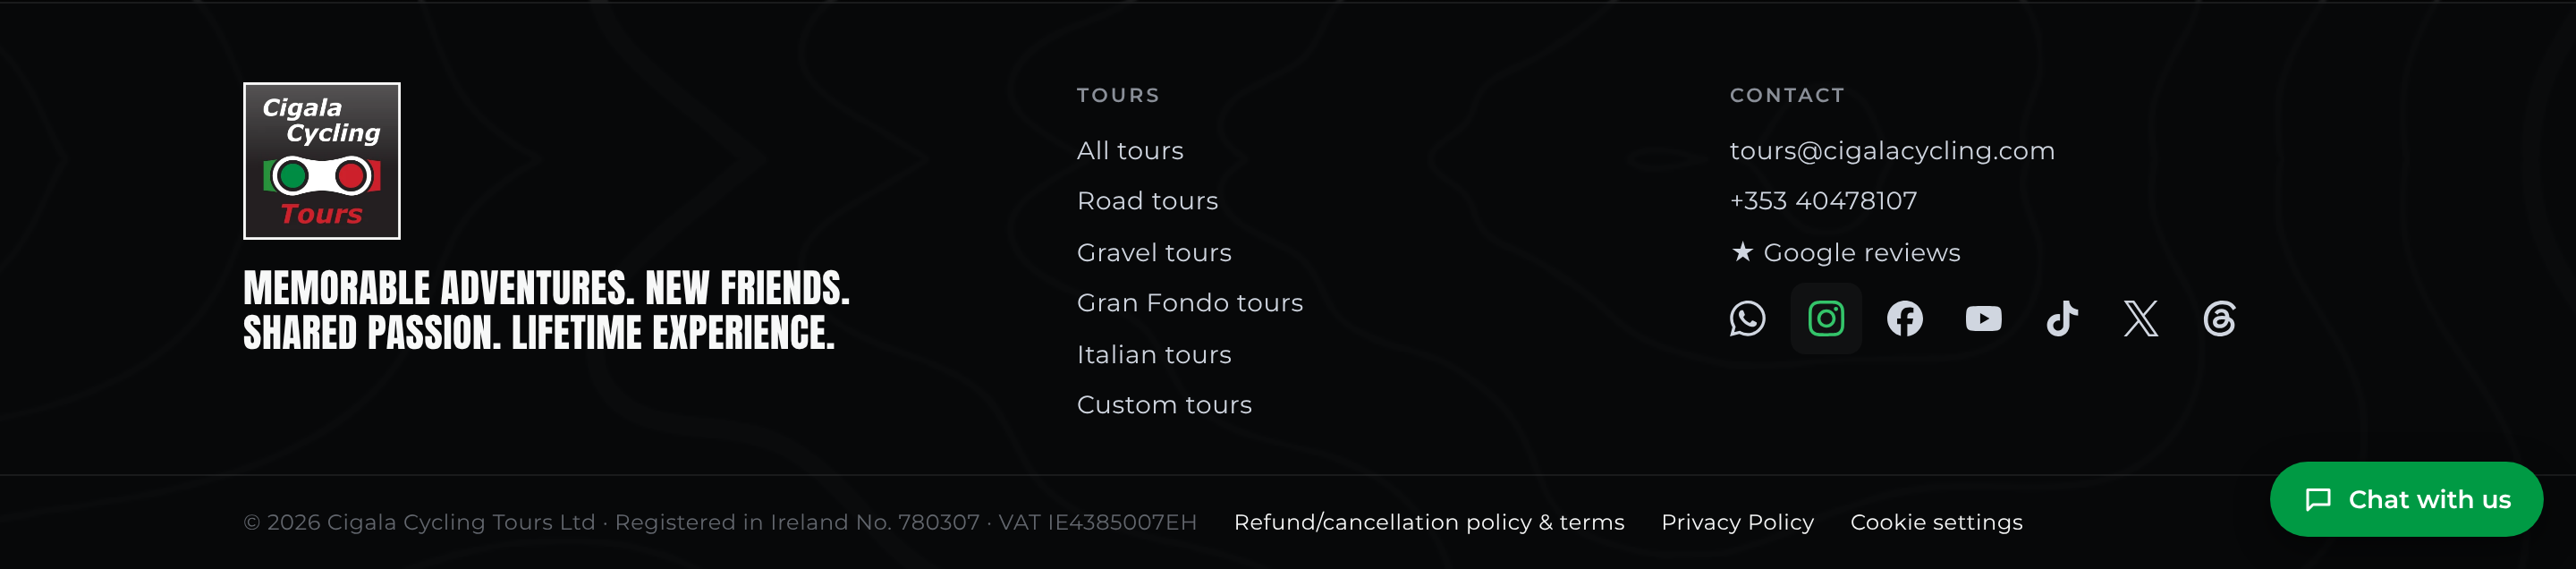 Cigala
Cycling
Tours
MEMORABLE ADVENTURES. NEW FRIENDS.
SHARED PASSION. LIFETIME EXPERIENCE.
TOURS
All tours
Road tours
Gravel tours
Gran Fondo tours
Italian tours
Custom tours
CONTACT
tours@cigalacycling.com
+353 40478107
★ Google reviews
© 2026 Cigala Cycling Tours Ltd · Registered in Ireland No. 780307 · VAT IE4385007EH
Refund/cancellation policy & terms
Privacy Policy
Cookie settings
Chat with us